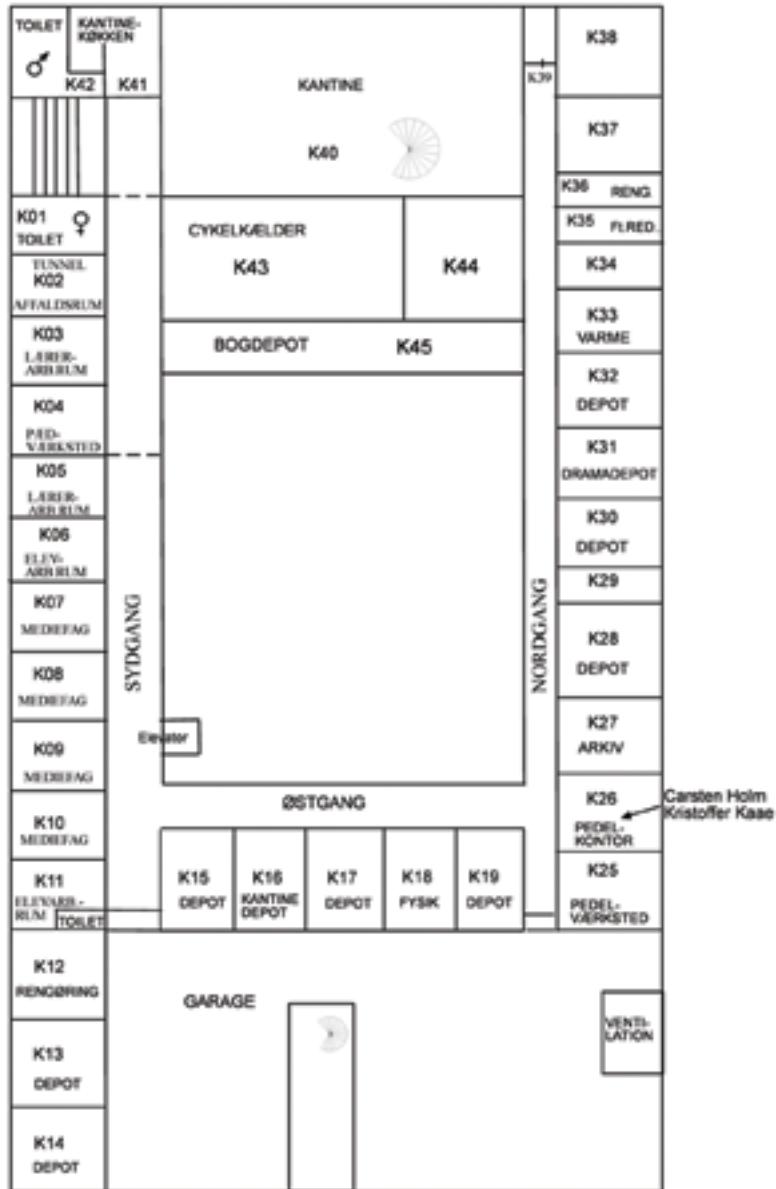 TOILET
KANTINE-
KØKKEN
♂
K42
K41
KANTINE
K40
K39
K38
K37
K36 RENG.
K35 Ft.RED.
K34
K33
VARME
K32
DEPOT
K31
DRAMADEPOT
K30
DEPOT
K29
K28
DEPOT
K27
ARKIV
K26
PEDEL-
KONTOR
Carsten Holm
Kristoffer Kaae
K25
PEDEL-
VÆRKSTED
K01 ♀
TOILET
TUNNEL
K02
AFFALDSRUM
K03
LÆRER-
ARB.RUM
K04
PÆD-
VÆRKSTED
K05
LÆRER-
ARB.RUM
K06
ELEV-
ARB.RUM
K07
MEDIEFAG
K08
MEDIEFAG
K09
MEDIEFAG
K10
MEDIEFAG
K11
ELEVARB.-
RUM
TOILET
K12
RENGØRING
K13
DEPOT
K14
DEPOT
CYKELKÆLDER
K43
K44
BOGDEPOT K45
SYDGANG
NORDGANG
Elevator
ØSTGANG
K15
DEPOT
K16
KANTINE
DEPOT
K17
DEPOT
K18
FYSIK
K19
DEPOT
GARAGE
VENTI-
LATION